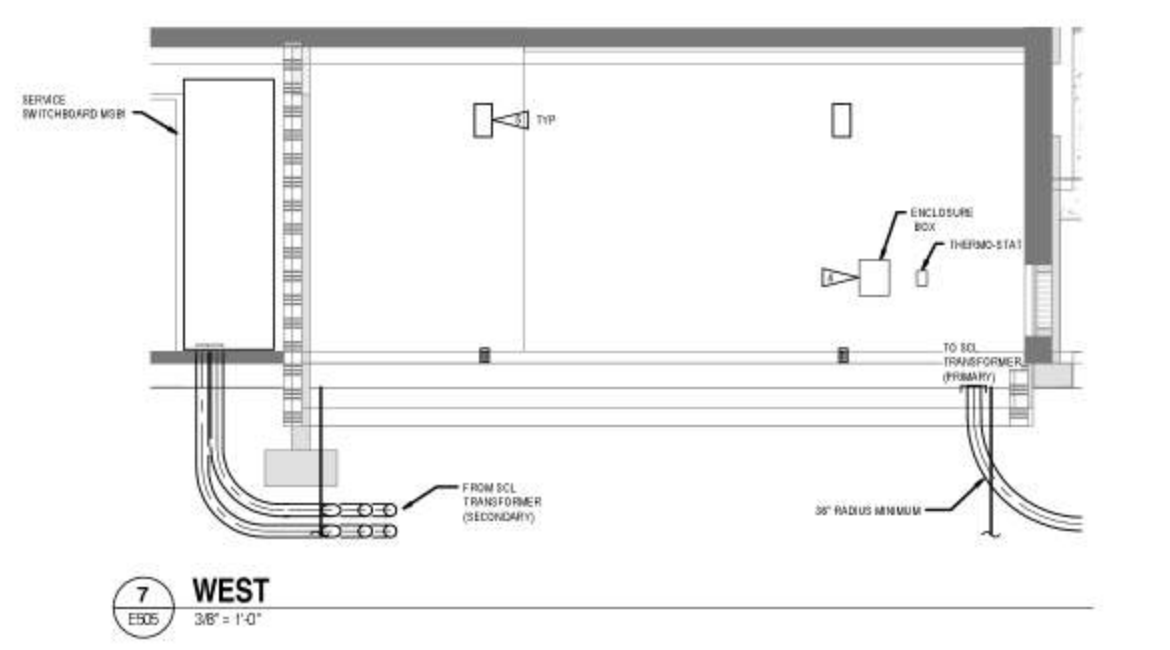 SERVICE
SWITCHBOARD MSB1
TYP
ENCLOSURE
BOX
THERMO-STAT
TO SCL
TRANSFORMER
(PRIMARY)
FROM SCL
TRANSFORMER
(SECONDARY)
36" RADIUS MINIMUM
7
WEST
E505
3/8" = 1'-0"